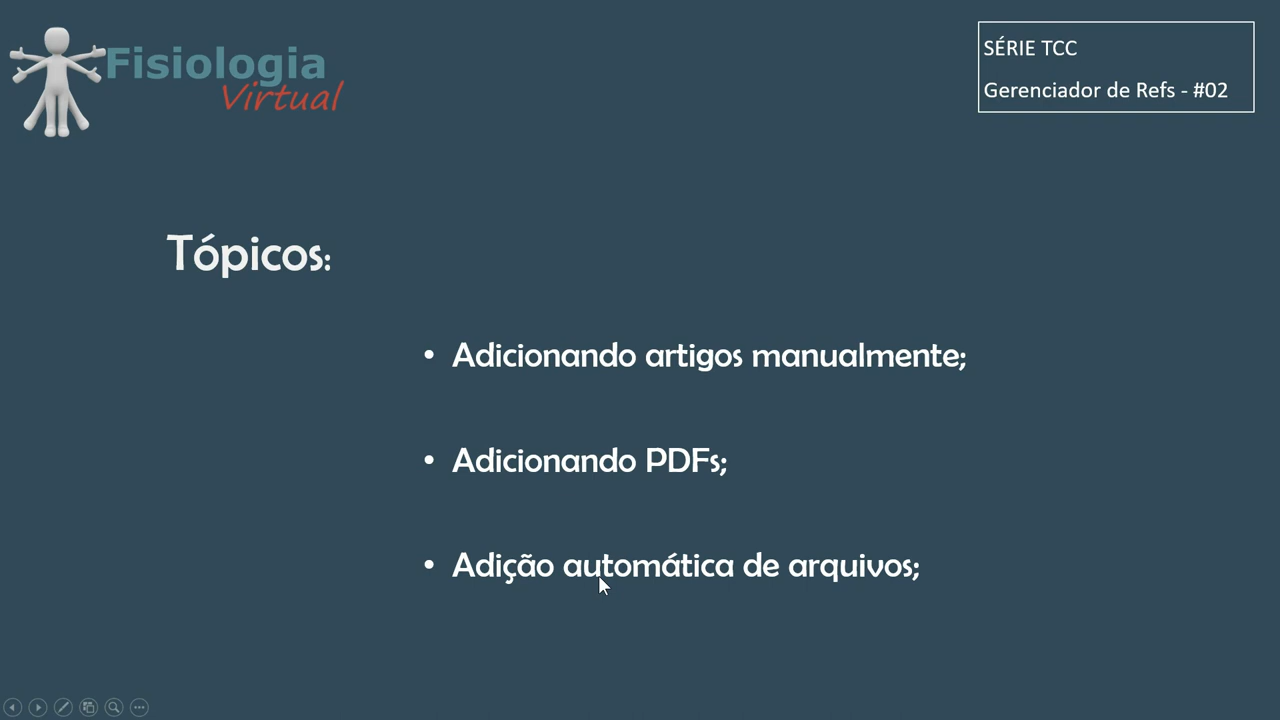 Fisiologia
Virtual
SÉRIE TCC
Gerenciador de Refs - #02
Tópicos:
• Adicionando artigos manualmente;
• Adicionando PDFs;
• Adição automática de arquivos;